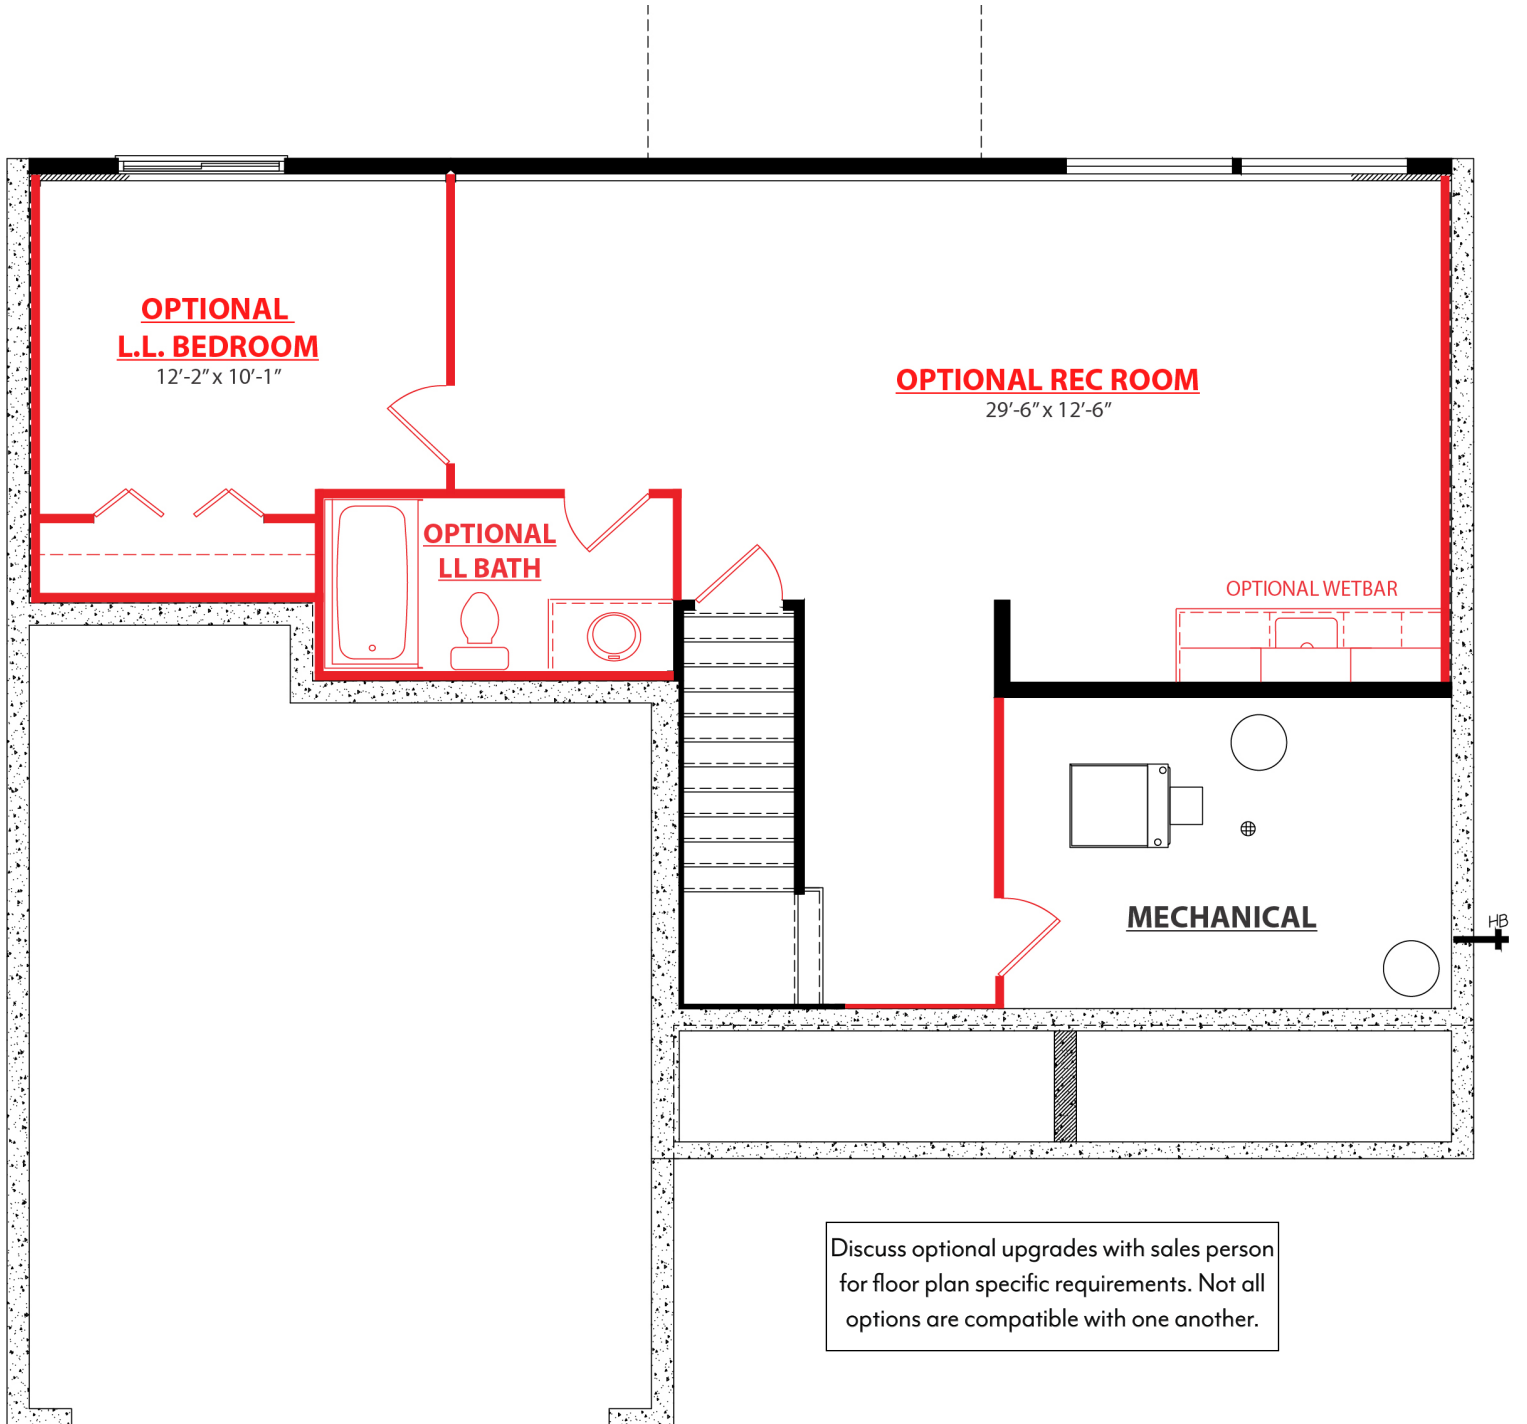 OPTIONAL
L.L. BEDROOM
12’-2” x 10’-1”
OPTIONAL REC ROOM
29’-6” x 12’-6”
OPTIONAL
LL BATH
OPTIONAL WETBAR
MECHANICAL
HB
Discuss optional upgrades with sales person
for floor plan specific requirements. Not all
options are compatible with one another.